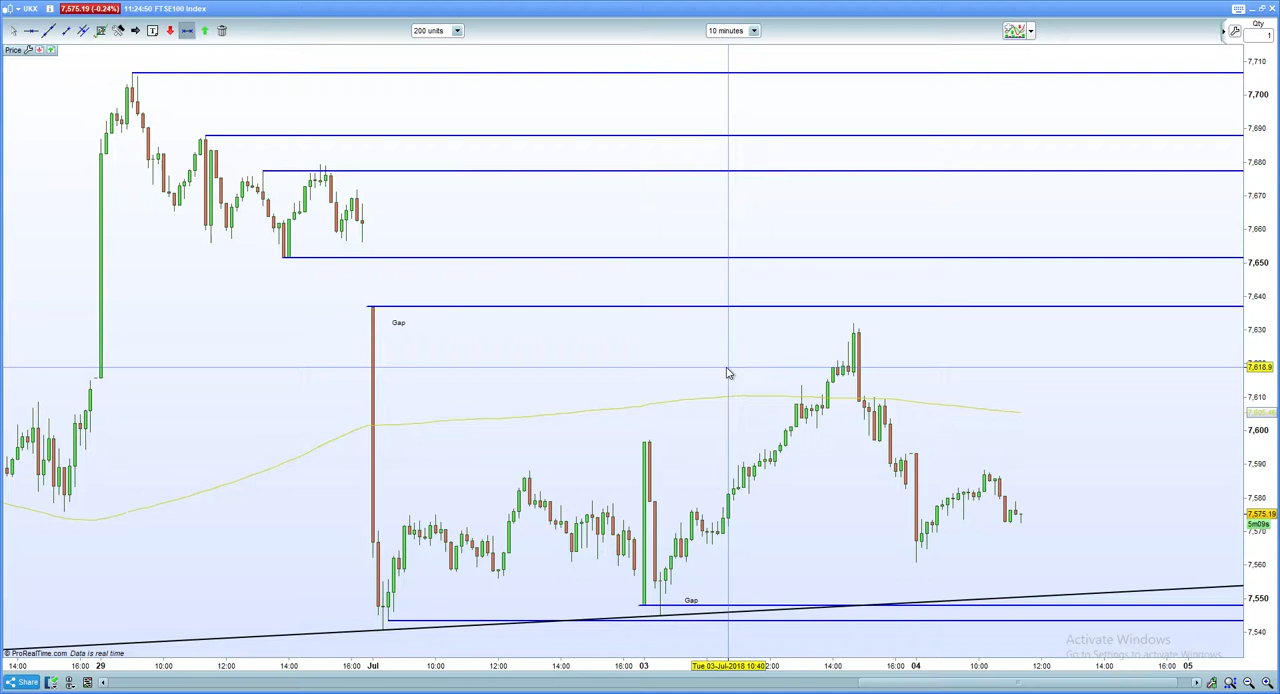 UKX 7,575.19 (-0.24%) 11:24:50 FTSE100 Index
200 units 10 minutes Qty
1
Price
7,710
7,700
7,690
7,680
7,670
7,660
7,650
7,640
Gap
7,630
7,618.9
7,610
7,600
7,590
7,580
7,575.19
5m09s
7,570
7,560
Gap
7,550
7,540
Activate Windows
Go to Settings to activate Windows.
© ProRealTime.com Data is real time
14:00 16:00 29 10:00 12:00 14:00 16:00 Jul 10:00 12:00 14:00 16:00 03 Tue 03-Jul-2018 10:40 2:00 14:00 16:00 04 10:00 12:00 14:00 16:00 05
Share